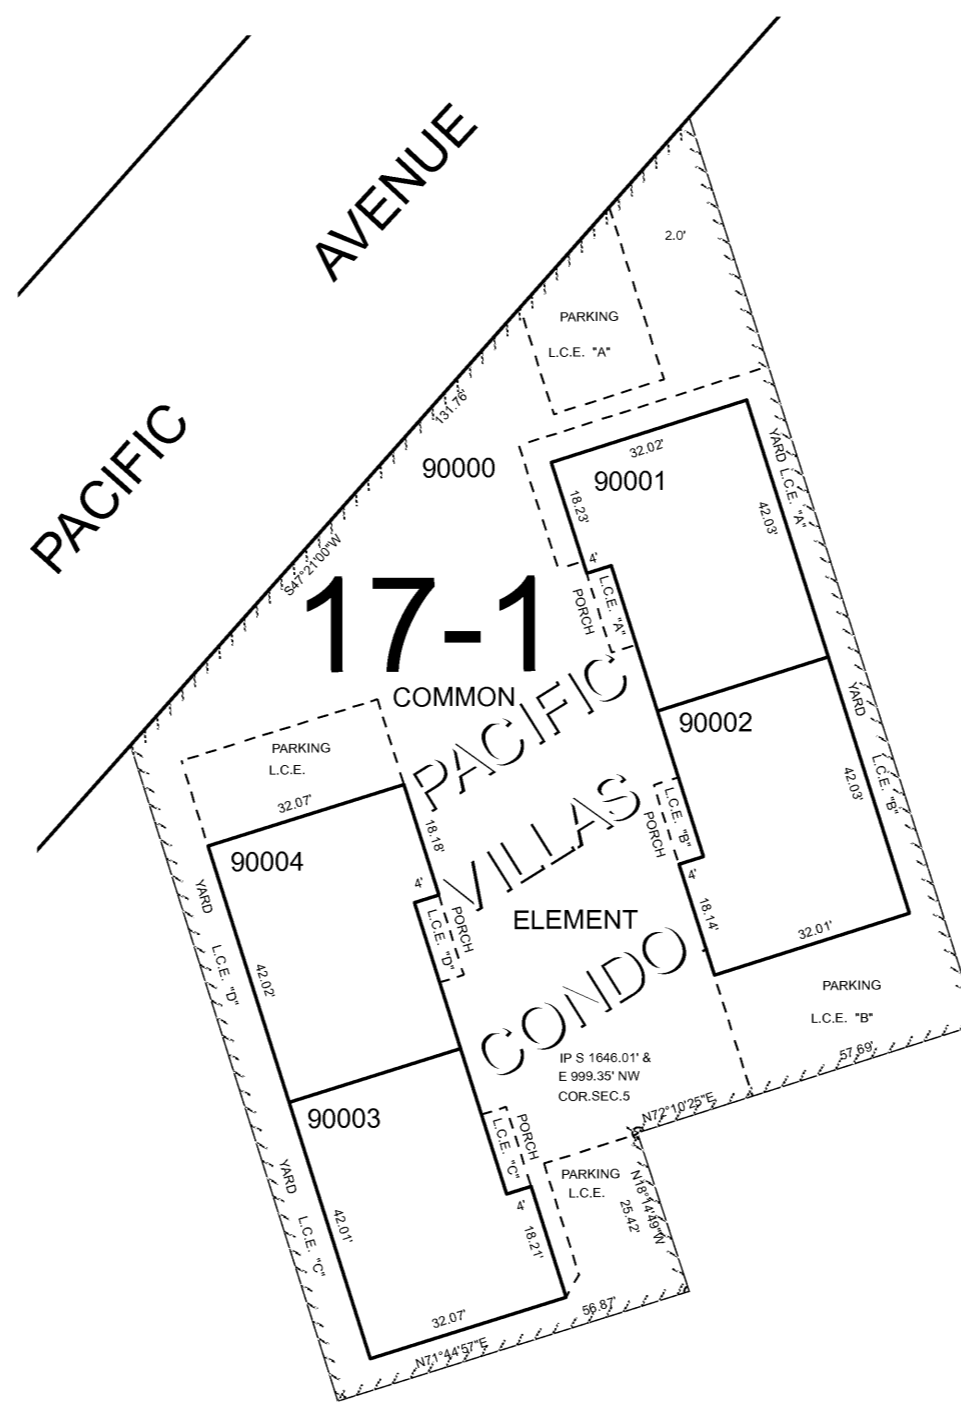 PACIFIC AVENUE
2.0'
PARKING
L.C.E. "A"
131.76'
90000
32.02'
90001
18.23'
42.03'
YARD L.C.E. "A"
4'
S47°21'00"W
17-1
PORCH
L.C.E. "A"
COMMON
PACIFIC
90002
YARD L.C.E. "B"
PARKING
L.C.E.
32.07'
18.18'
42.03'
VILLAS
L.C.E. "B"
PORCH
90004
4'
4'
18.14'
YARD L.C.E. "D"
PORCH
L.C.E. "D"
ELEMENT
32.01'
42.02'
CONDO
PARKING
L.C.E. "B"
IP S 1646.01' &
E 999.35' NW
COR.SEC.5
57.69'
N72°10'25"E
90003
PORCH
L.C.E. "C"
PARKING
L.C.E.
N18°14'49"W
25.42'
YARD L.C.E. "C"
42.01'
4'
18.21'
32.07'
56.87'
N71°44'57"E